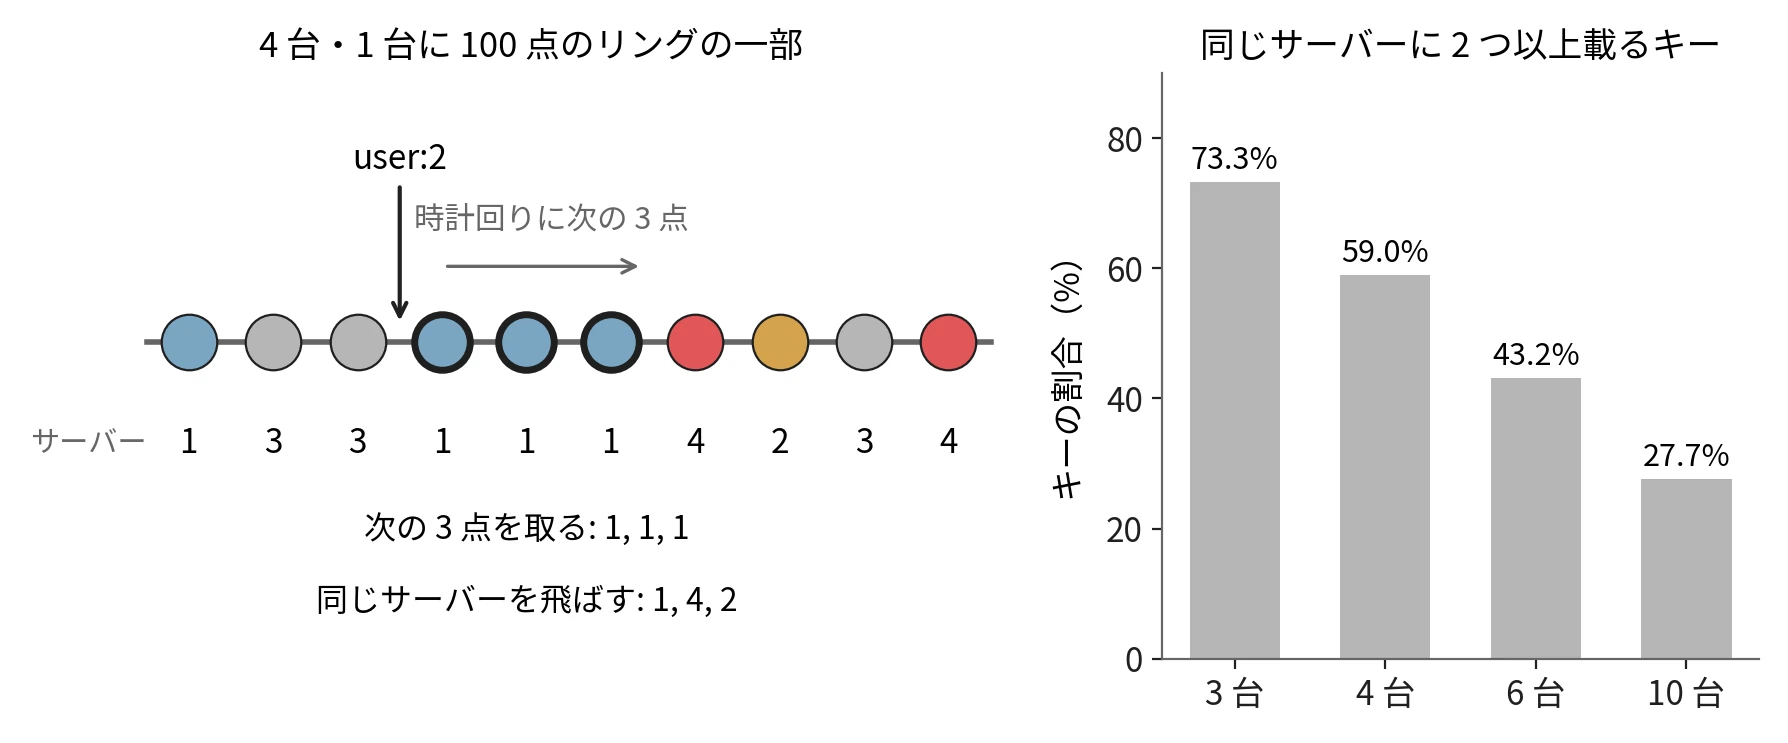 4 台・1 台に 100 点のリングの一部
user:2
時計回りに次の 3 点
サーバー 1 3 3 1 1 1 4 2 3 4
次の 3 点を取る: 1, 1, 1
同じサーバーを飛ばす: 1, 4, 2
同じサーバーに 2 つ以上載るキー
キーの割合（%）
80
60
40
20
0
73.3%
59.0%
43.2%
27.7%
3 台 4 台 6 台 10 台